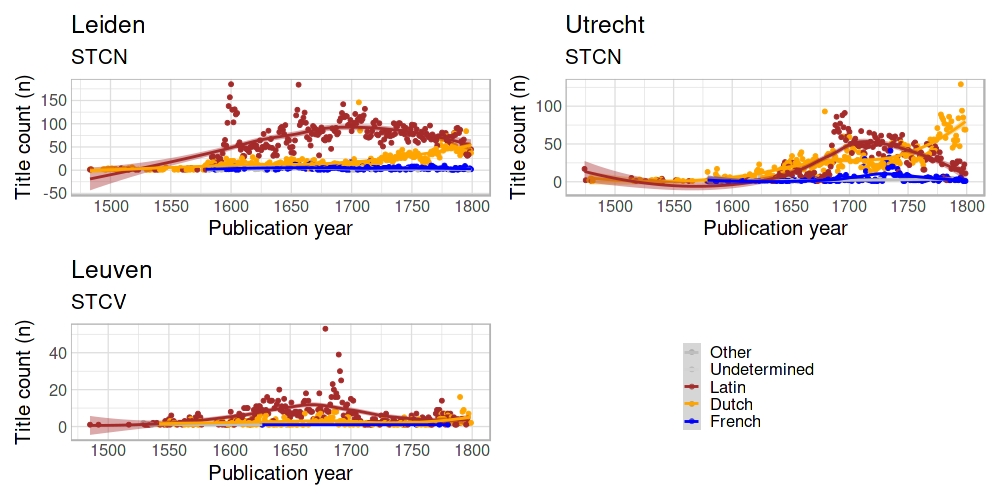 Leiden
STCN
Title count (n)
150
100
50
0
-50
1500 1550 1600 1650 1700 1750 1800
Publication year
Utrecht
STCN
Title count (n)
100
50
0
1500 1550 1600 1650 1700 1750 1800
Publication year
Leuven
STCV
Title count (n)
40
20
0
1500 1550 1600 1650 1700 1750 1800
Publication year
Other
Undetermined
Latin
Dutch
French